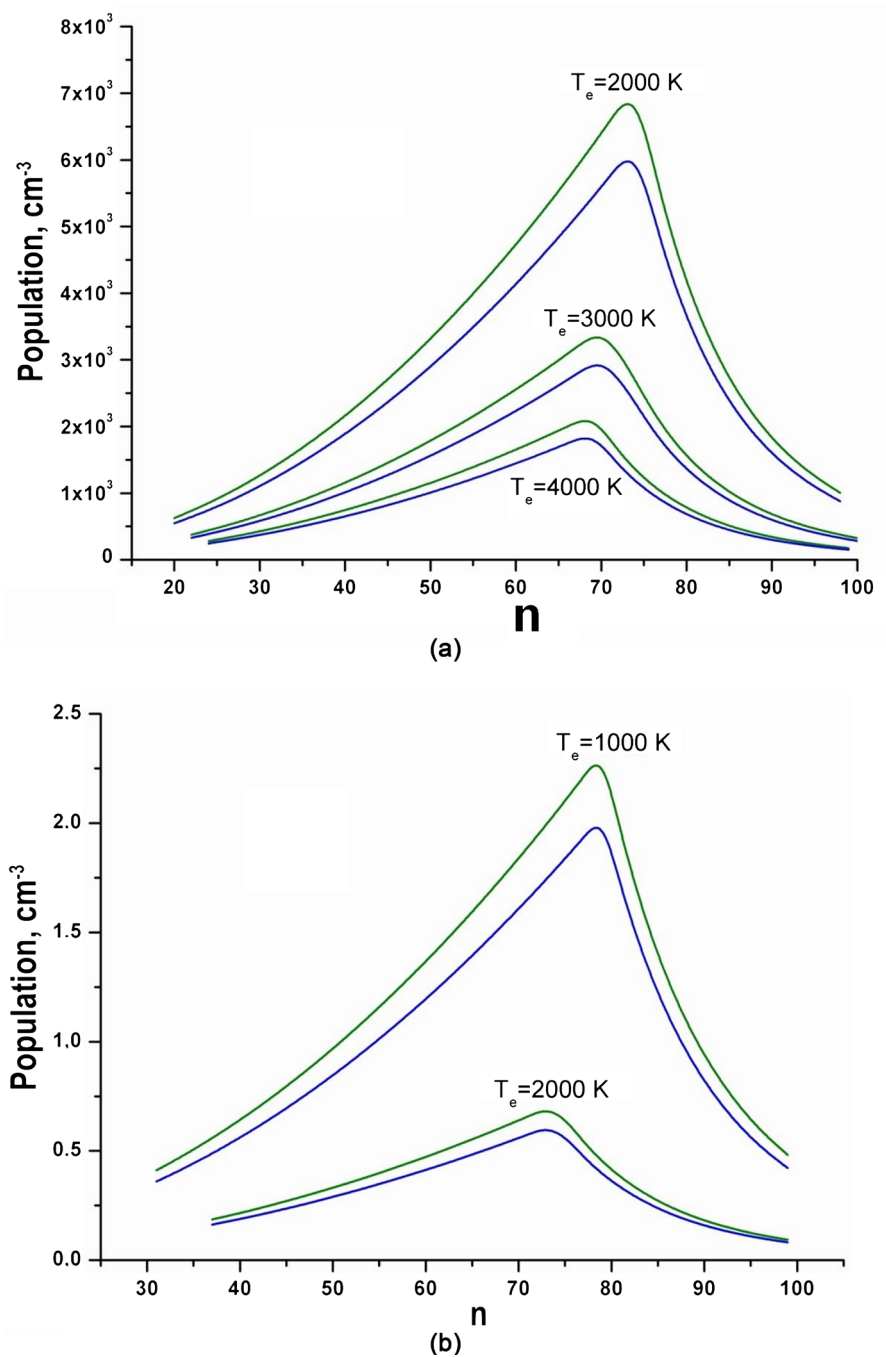 8x10³
7x10³
6x10³
5x10³
4x10³
3x10³
2x10³
1x10³
0
Population, cm⁻³
Tₑ=2000 K
Tₑ=3000 K
Tₑ=4000 K
20 30 40 50 60 70 80 90 100
n
(a)
2.5
2.0
1.5
1.0
0.5
0.0
Population, cm⁻³
Tₑ=1000 K
Tₑ=2000 K
30 40 50 60 70 80 90 100
n
(b)